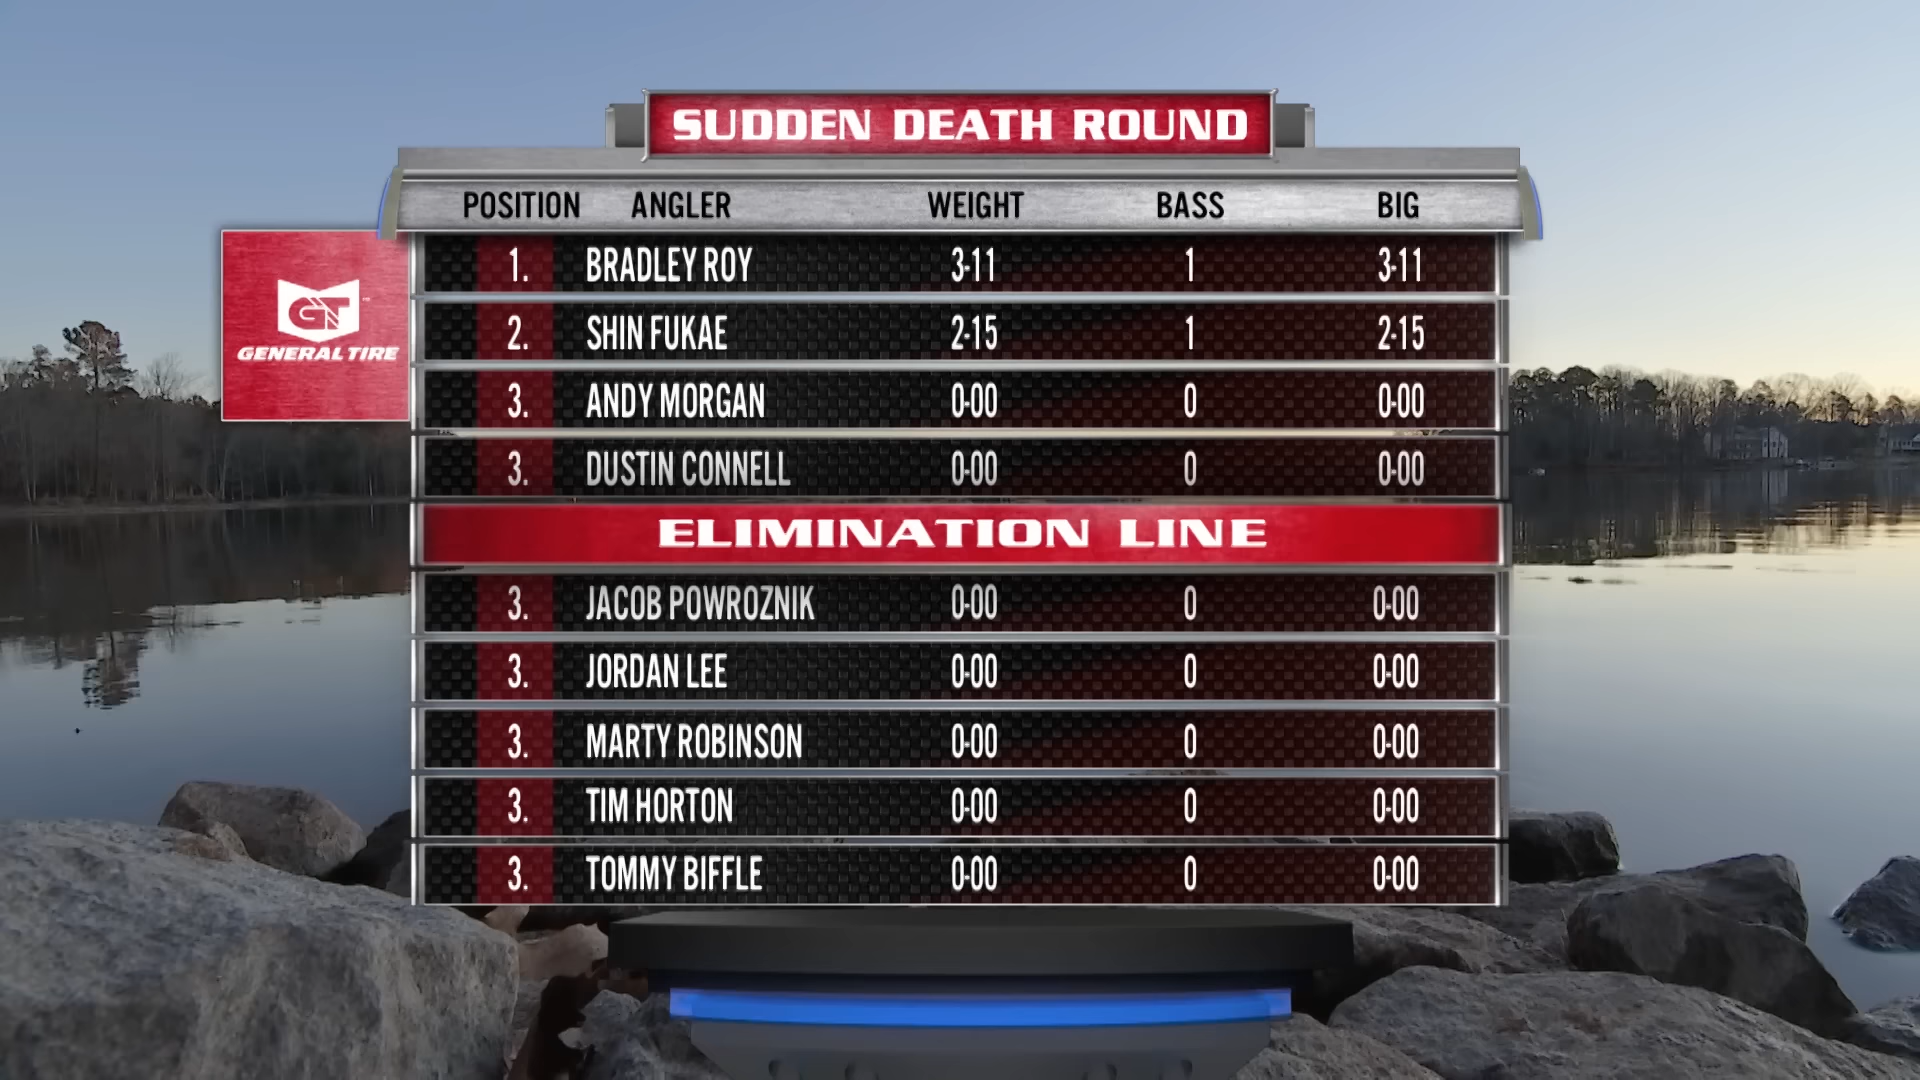 SUDDEN DEATH ROUND
POSITION ANGLER WEIGHT BASS BIG
1. BRADLEY ROY 3-11 1 3-11
GT
GENERAL TIRE
2. SHIN FUKAE 2-15 1 2-15
3. ANDY MORGAN 0-00 0 0-00
3. DUSTIN CONNELL 0-00 0 0-00
ELIMINATION LINE
3. JACOB POWROZNIK 0-00 0 0-00
3. JORDAN LEE 0-00 0 0-00
3. MARTY ROBINSON 0-00 0 0-00
3. TIM HORTON 0-00 0 0-00
3. TOMMY BIFFLE 0-00 0 0-00